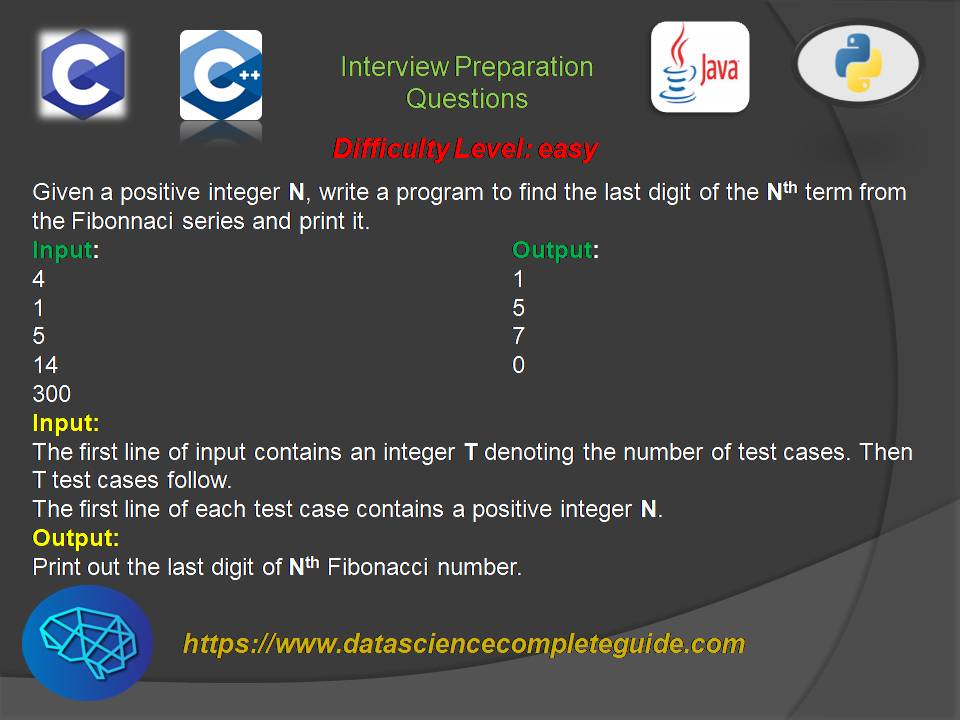 C
C++
Interview Preparation
Questions
Java
Difficulty Level: easy
Given a positive integer N, write a program to find the last digit of the Nth term from
the Fibonnaci series and print it.
Input: Output:
4 1
1 5
5 7
14 0
300
Input:
The first line of input contains an integer T denoting the number of test cases. Then
T test cases follow.
The first line of each test case contains a positive integer N.
Output:
Print out the last digit of Nth Fibonacci number.
https://www.datasciencecompleteguide.com